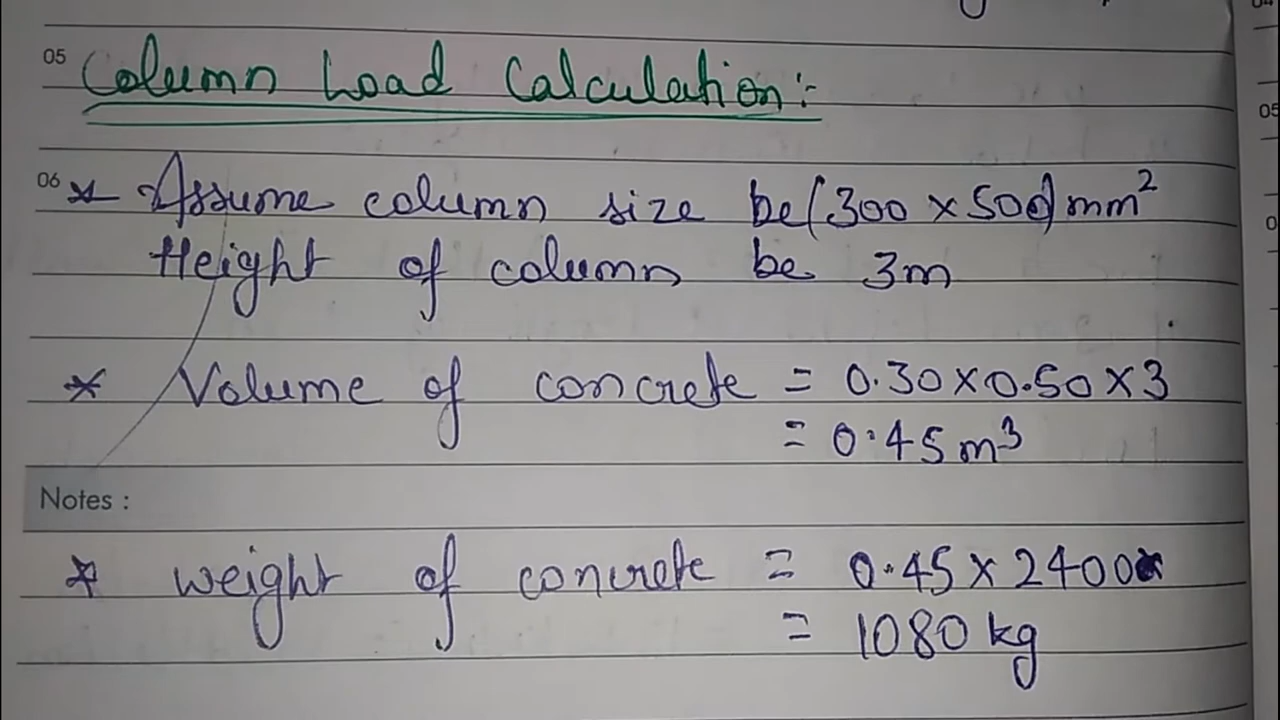 05 Column Load Calculation:-
06 * Assume column size be (300 × 500) mm²
Height of column be 3m
* Volume of concrete = 0.30×0.50×3
= 0.45 m³
Notes :
* weight of concrete = 0.45 × 2400
= 1080 kg
05